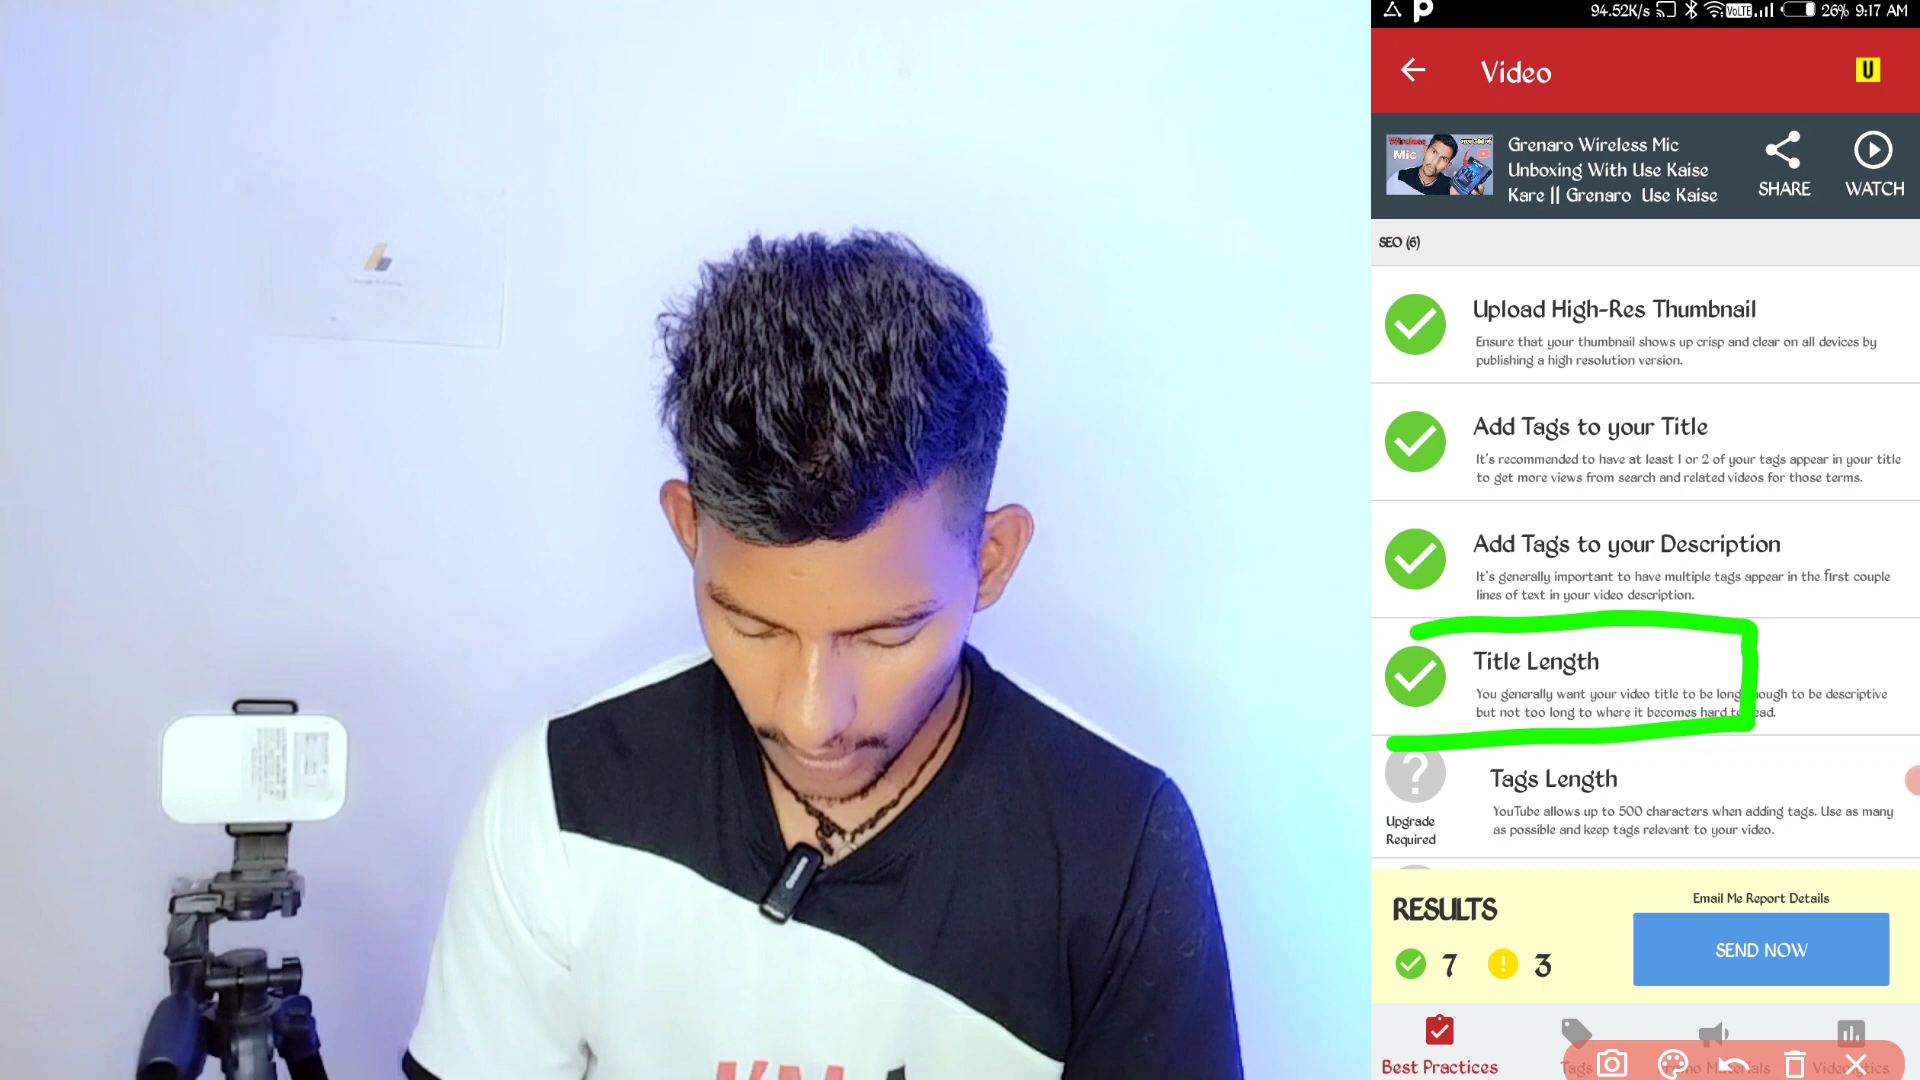 94.52K/s VoLTE 26% 9:17 AM
Video
U
Wireless
Mic
Grenaro Wireless Mic
Unboxing With Use Kaise
Kare || Grenaro Use Kaise
SHARE
WATCH
SEO (6)
Upload High-Res Thumbnail
Ensure that your thumbnail shows up crisp and clear on all devices by
publishing a high resolution version.
Add Tags to your Title
It's recommended to have at least 1 or 2 of your tags appear in your title
to get more views from search and related videos for those terms.
Add Tags to your Description
It's generally important to have multiple tags appear in the first couple
lines of text in your video description.
Title Length
You generally want your video title to be long enough to be descriptive
but not too long to where it becomes hard to read.
Tags Length
YouTube allows up to 500 characters when adding tags. Use as many
as possible and keep tags relevant to your video.
Upgrade
Required
RESULTS
7
3
Email Me Report Details
SEND NOW
Best Practices
Tags